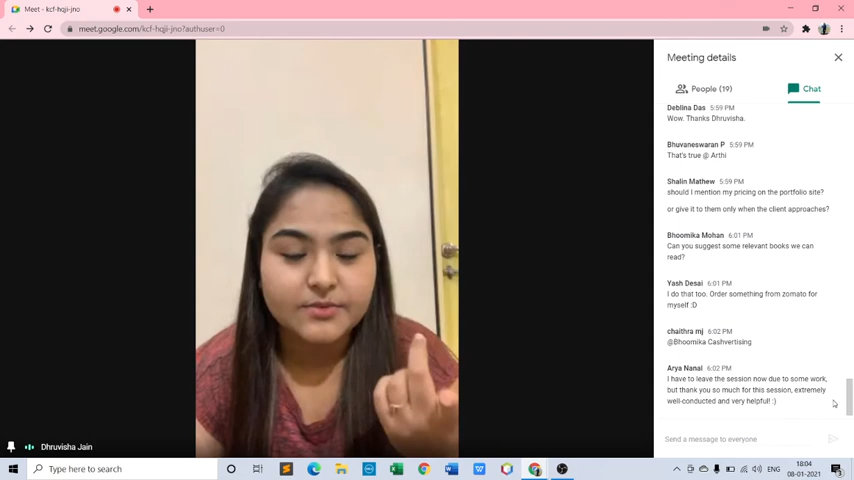 Meet - kcf-hqji-jno
meet.google.com/kcf-hqji-jno?authuser=0
Meeting details
People (19)
Chat
Deblina Das 5:59 PM
Wow. Thanks Dhruvisha.
Bhuvaneswaran P 5:59 PM
That's true @ Arthi
Shalin Mathew 5:59 PM
should I mention my pricing on the portfolio site?
or give it to them only when the client approaches?
Bhoomika Mohan 6:01 PM
Can you suggest some relevant books we can
read?
Yash Desai 6:01 PM
I do that too. Order something from zomato for
myself :D
chaithra mj 6:02 PM
@Bhoomika Cashvertising
Arya Nanal 6:02 PM
I have to leave the session now due to some work,
but thank you so much for this session, extremely
well-conducted and very helpful! :)
Send a message to everyone
Dhruvisha Jain
Type here to search
ENG
18:04
08-01-2021